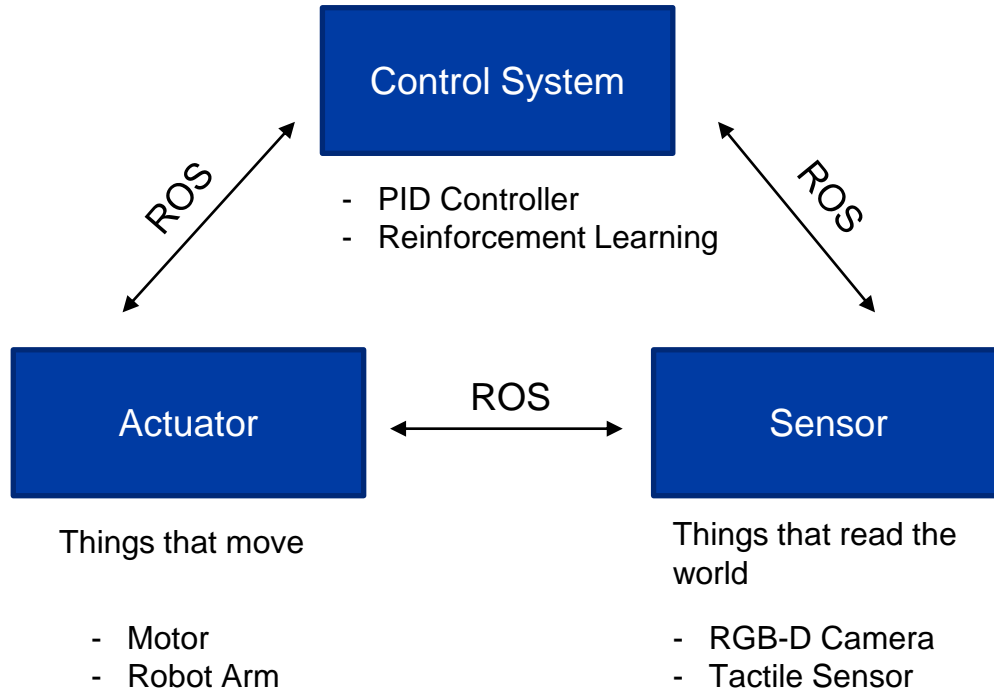 Control System
ROS
ROS
- PID Controller
- Reinforcement Learning
Actuator
ROS
Sensor
Things that move
Things that read the
world
- Motor
- Robot Arm
- RGB-D Camera
- Tactile Sensor